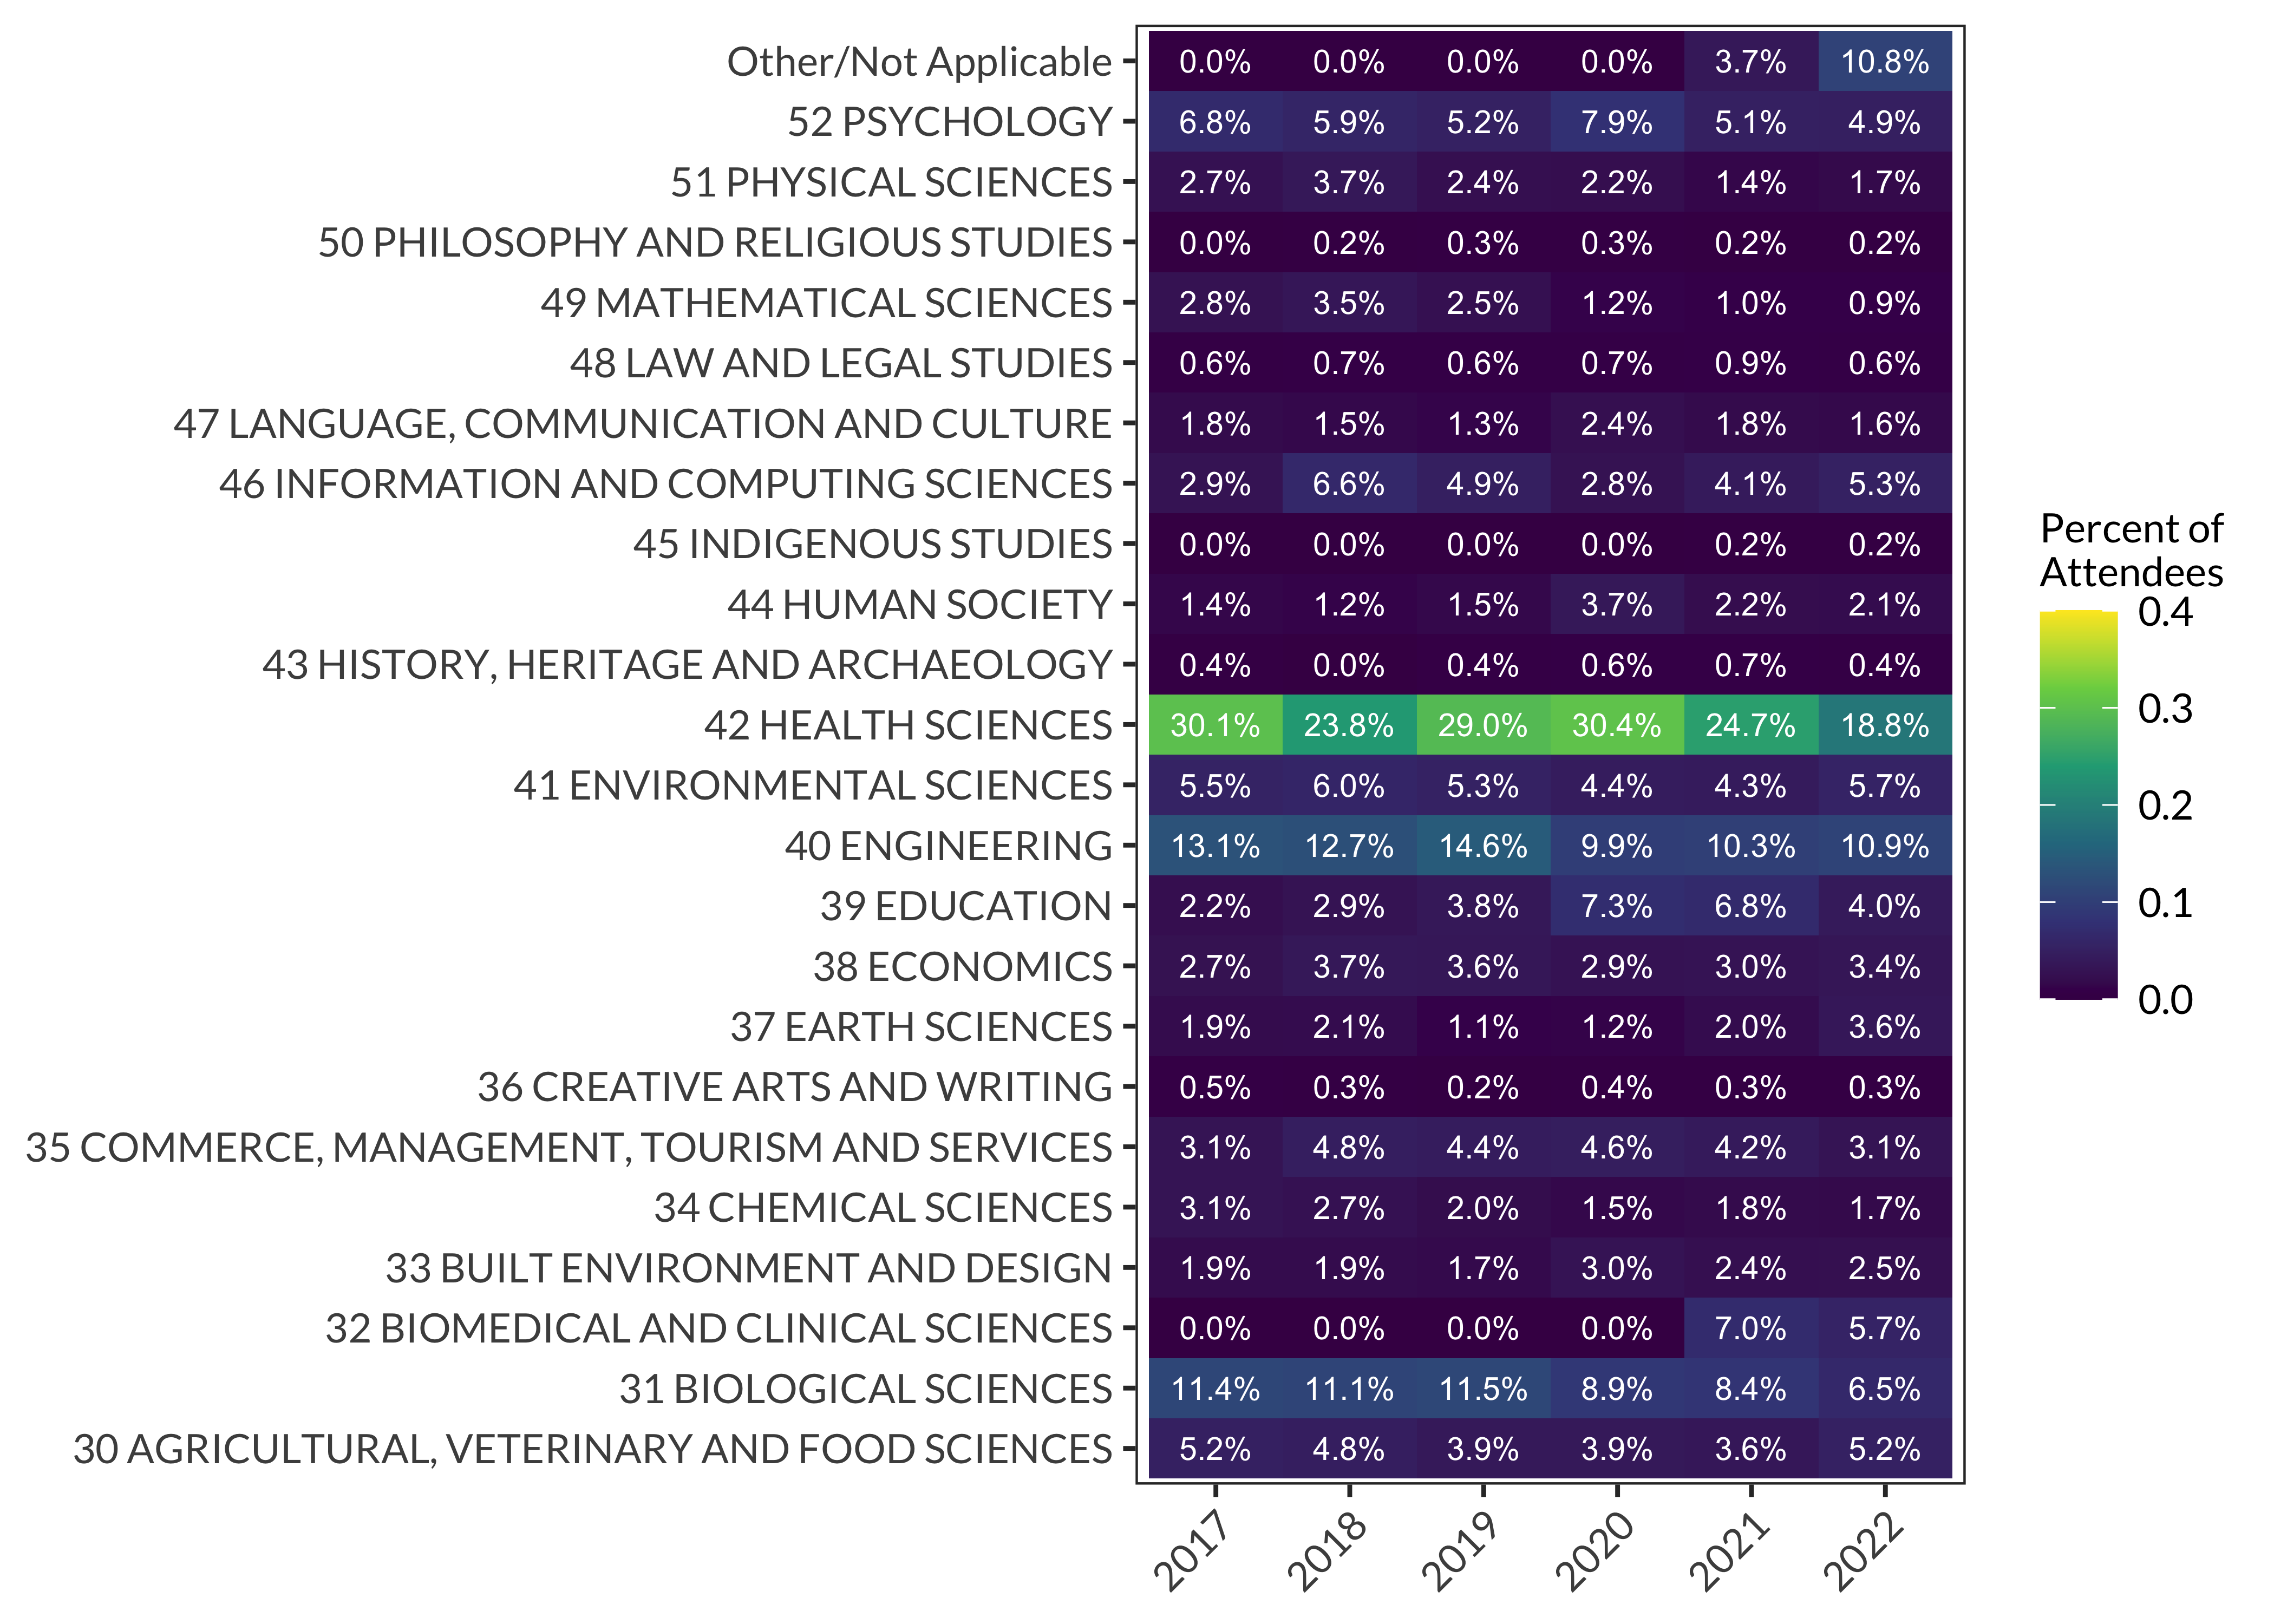 Other/Not Applicable 0.0% 0.0% 0.0% 0.0% 3.7% 10.8%
52 PSYCHOLOGY 6.8% 5.9% 5.2% 7.9% 5.1% 4.9%
51 PHYSICAL SCIENCES 2.7% 3.7% 2.4% 2.2% 1.4% 1.7%
50 PHILOSOPHY AND RELIGIOUS STUDIES 0.0% 0.2% 0.3% 0.3% 0.2% 0.2%
49 MATHEMATICAL SCIENCES 2.8% 3.5% 2.5% 1.2% 1.0% 0.9%
48 LAW AND LEGAL STUDIES 0.6% 0.7% 0.6% 0.7% 0.9% 0.6%
47 LANGUAGE, COMMUNICATION AND CULTURE 1.8% 1.5% 1.3% 2.4% 1.8% 1.6%
46 INFORMATION AND COMPUTING SCIENCES 2.9% 6.6% 4.9% 2.8% 4.1% 5.3%
45 INDIGENOUS STUDIES 0.0% 0.0% 0.0% 0.0% 0.2% 0.2%
44 HUMAN SOCIETY 1.4% 1.2% 1.5% 3.7% 2.2% 2.1%
43 HISTORY, HERITAGE AND ARCHAEOLOGY 0.4% 0.0% 0.4% 0.6% 0.7% 0.4%
42 HEALTH SCIENCES 30.1% 23.8% 29.0% 30.4% 24.7% 18.8%
41 ENVIRONMENTAL SCIENCES 5.5% 6.0% 5.3% 4.4% 4.3% 5.7%
40 ENGINEERING 13.1% 12.7% 14.6% 9.9% 10.3% 10.9%
39 EDUCATION 2.2% 2.9% 3.8% 7.3% 6.8% 4.0%
38 ECONOMICS 2.7% 3.7% 3.6% 2.9% 3.0% 3.4%
37 EARTH SCIENCES 1.9% 2.1% 1.1% 1.2% 2.0% 3.6%
36 CREATIVE ARTS AND WRITING 0.5% 0.3% 0.2% 0.4% 0.3% 0.3%
35 COMMERCE, MANAGEMENT, TOURISM AND SERVICES 3.1% 4.8% 4.4% 4.6% 4.2% 3.1%
34 CHEMICAL SCIENCES 3.1% 2.7% 2.0% 1.5% 1.8% 1.7%
33 BUILT ENVIRONMENT AND DESIGN 1.9% 1.9% 1.7% 3.0% 2.4% 2.5%
32 BIOMEDICAL AND CLINICAL SCIENCES 0.0% 0.0% 0.0% 0.0% 7.0% 5.7%
31 BIOLOGICAL SCIENCES 11.4% 11.1% 11.5% 8.9% 8.4% 6.5%
30 AGRICULTURAL, VETERINARY AND FOOD SCIENCES 5.2% 4.8% 3.9% 3.9% 3.6% 5.2%
2017 2018 2019 2020 2021 2022
Percent of
Attendees
0.4
0.3
0.2
0.1
0.0